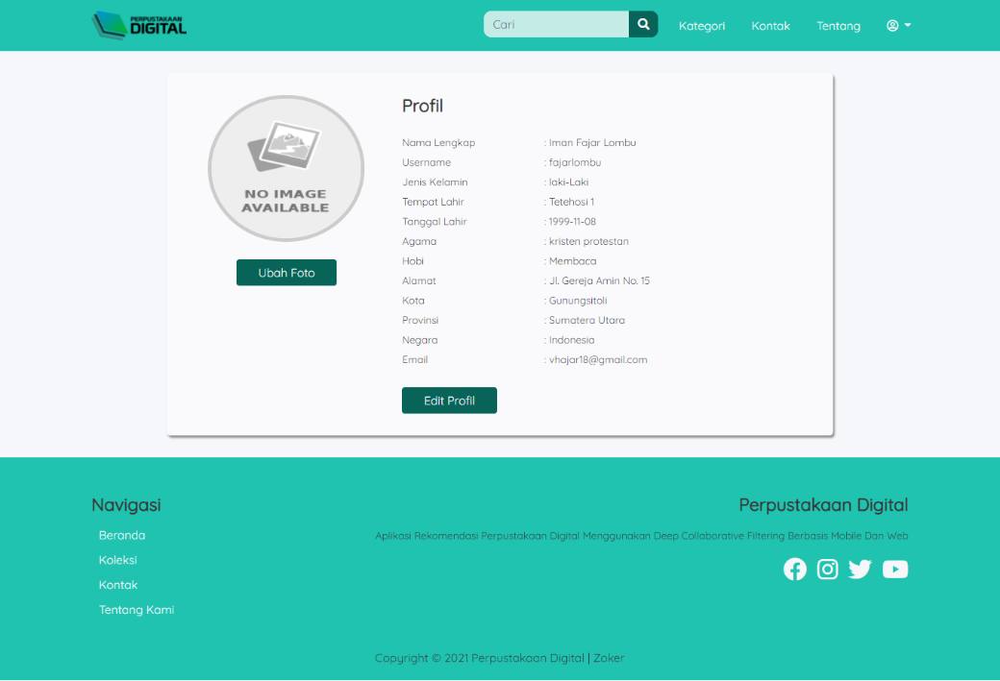 PERPUSTAKAAN
DIGITAL
Cari
Kategori
Kontak
Tentang
NO IMAGE
AVAILABLE
Ubah Foto
Profil
Nama Lengkap : Iman Fajar Lombu
Username : fajarlombu
Jenis Kelamin : laki-Laki
Tempat Lahir : Tetehosi 1
Tanggal Lahir : 1999-11-08
Agama : kristen protestan
Hobi : Membaca
Alamat : Jl. Gereja Amin No. 15
Kota : Gunungsitoli
Provinsi : Sumatera Utara
Negara : Indonesia
Email : vhajar18@gmail.com
Edit Profil
Navigasi
Beranda
Koleksi
Kontak
Tentang Kami
Perpustakaan Digital
Aplikasi Rekomendasi Perpustakaan Digital Menggunakan Deep Collaborative Filtering Berbasis Mobile Dan Web
Copyright © 2021 Perpustakaan Digital | Zoker